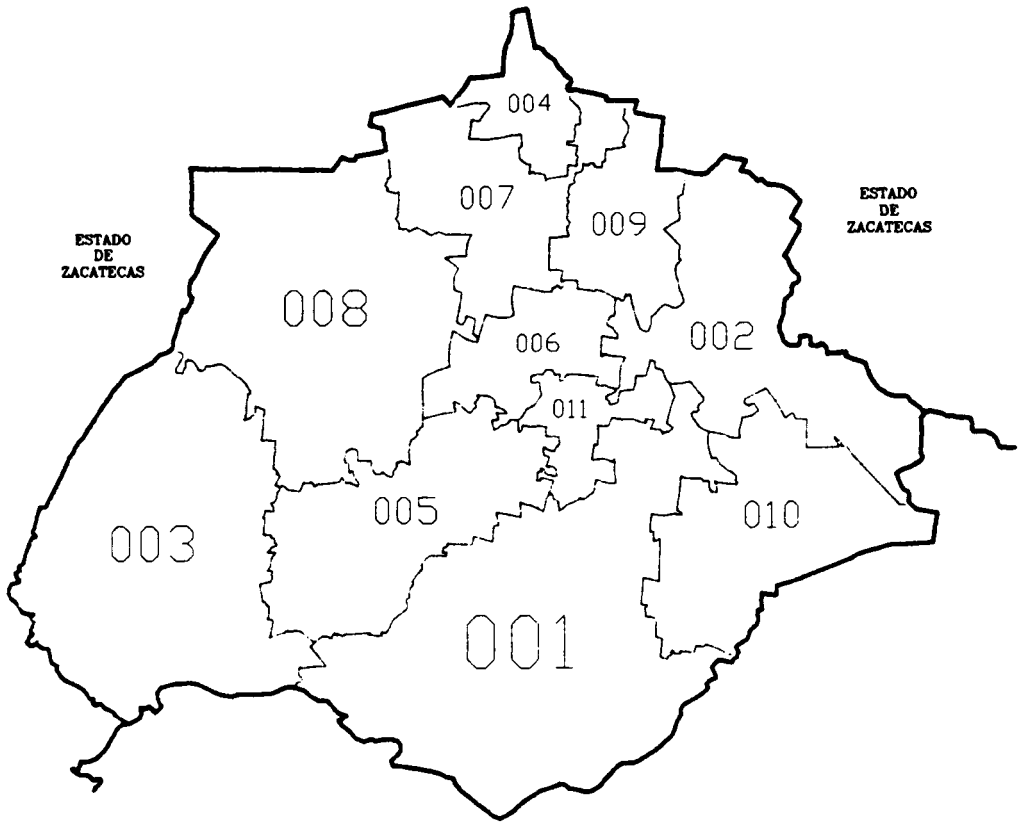 004
007
009
ESTADO
DE
ZACATECAS
ESTADO
DE
ZACATECAS
008
006
002
011
005
010
003
001